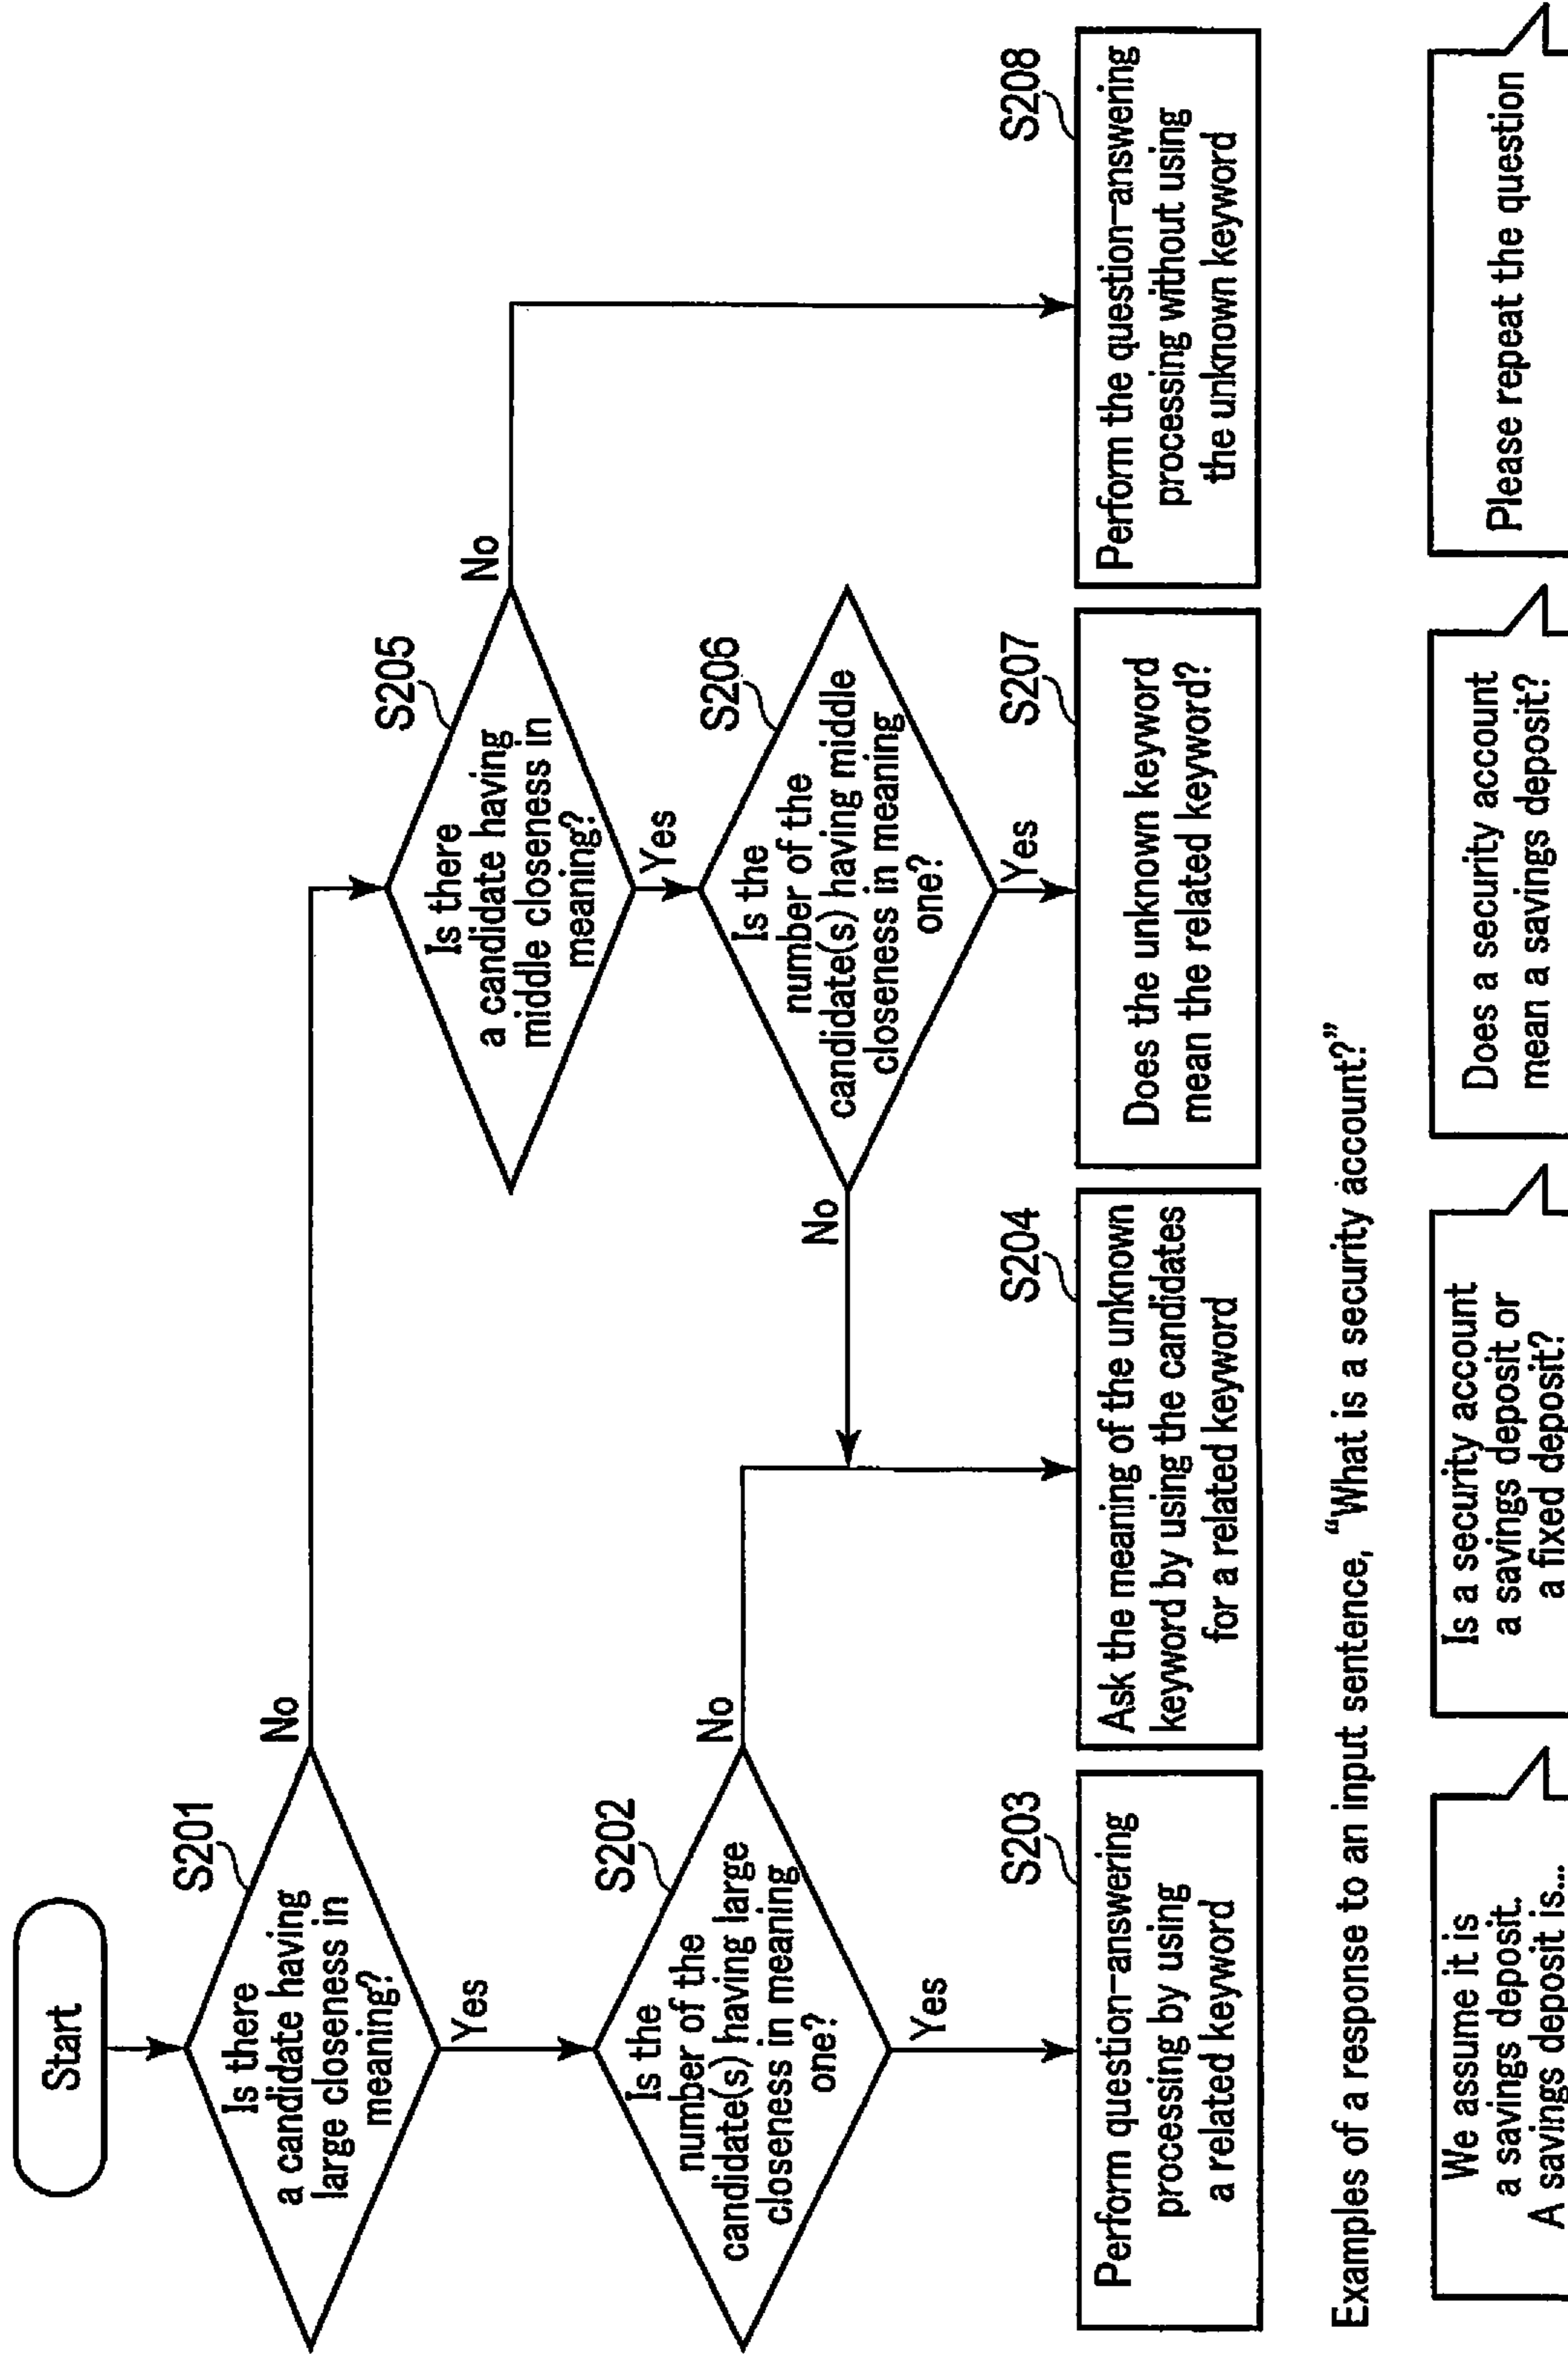 Start
S201
Is there
a candidate having
large closeness in
meaning?
No
Yes
S202
Is the
number of the
candidate(s) having large
closeness in meaning
one?
No
Yes
S205
Is there
a candidate having
middle closeness in
meaning?
No
Yes
S206
Is the
number of the
candidate(s) having middle
closeness in meaning
one?
No
Yes
S203
Perform question-answering
processing by using
a related keyword
S204
Ask the meaning of the unknown
keyword by using the candidates
for a related keyword
S207
Does the unknown keyword
mean the related keyword?
S208
Perform the question-answering
processing without using
the unknown keyword
Examples of a response to an input sentence, “What is a security account?”
We assume it is
a savings deposit.
A savings deposit is...
Is a security account
a savings deposit or
a fixed deposit?
Does a security account
mean a savings deposit?
Please repeat the question